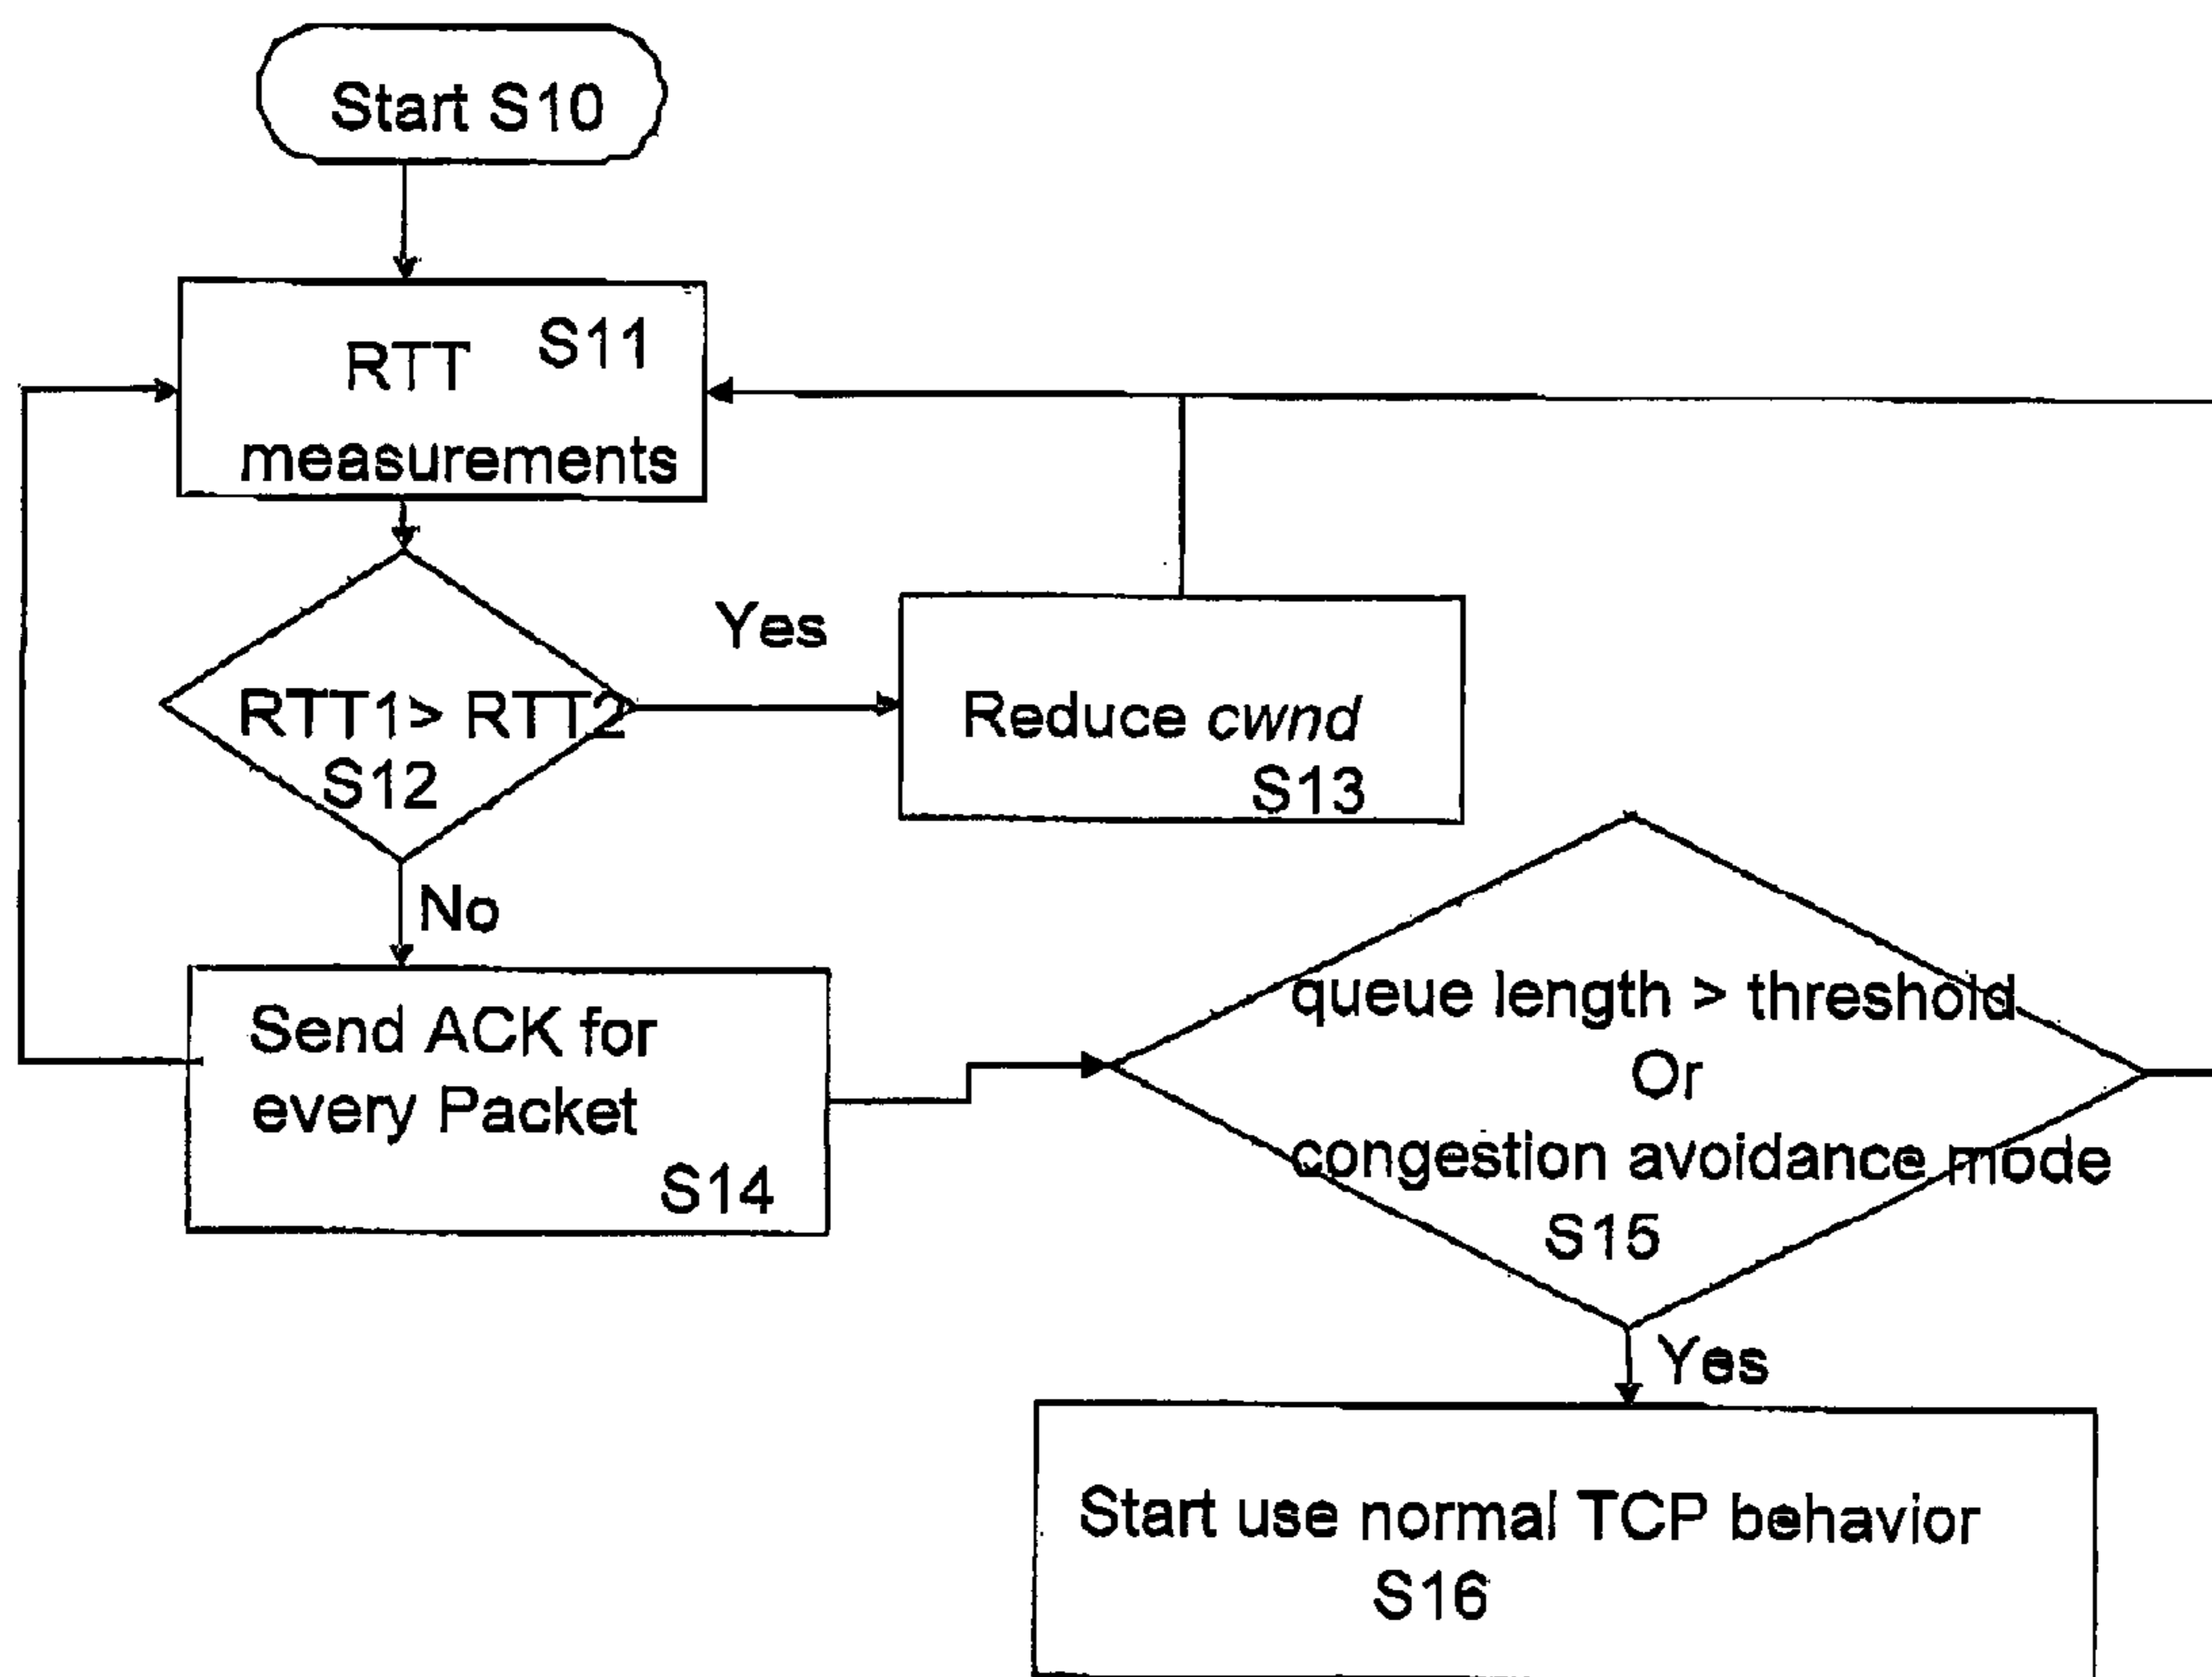 Start S10
S11
RTT
measurements
Yes
RTT1> RTT2
S12
Reduce cwnd
S13
No
Send ACK for
every Packet
S14
queue length > threshold
Or
congestion avoidance mode
S15
Yes
Start use normal TCP behavior
S16